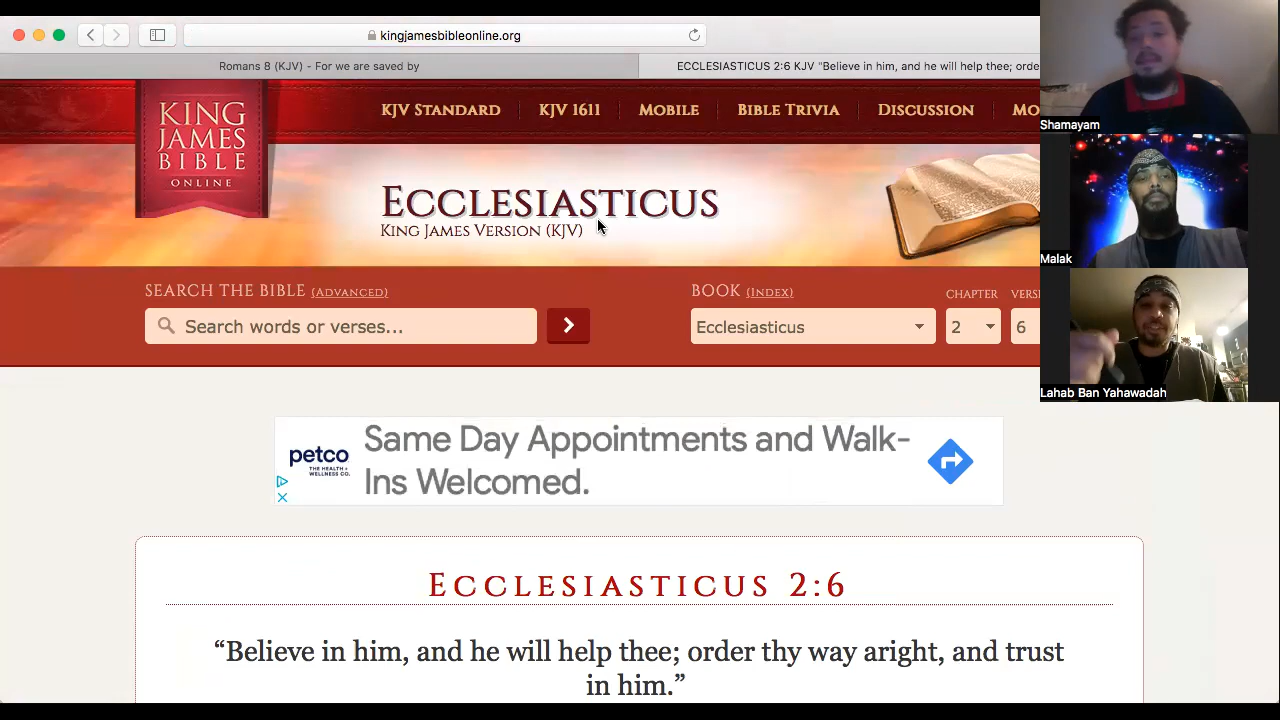 kingjamesbibleonline.org
Romans 8 (KJV) - For we are saved by
ECCLESIASTICUS 2:6 KJV "Believe in him, and he will help thee; orde
KING
JAMES
BIBLE
ONLINE
KJV STANDARD
KJV 1611
MOBILE
BIBLE TRIVIA
DISCUSSION
MO
ECCLESIASTICUS
KING JAMES VERSION (KJV)
SEARCH THE BIBLE (ADVANCED)
Search words or verses...
BOOK (INDEX)
CHAPTER
VERS
Ecclesiasticus
2
6
Shamayam
Malak
Lahab Ban Yahawadah
petco
THE HEALTH +
WELLNESS CO.
Same Day Appointments and Walk-
Ins Welcomed.
ECCLESIASTICUS 2:6
“Believe in him, and he will help thee; order thy way aright, and trust
in him.”